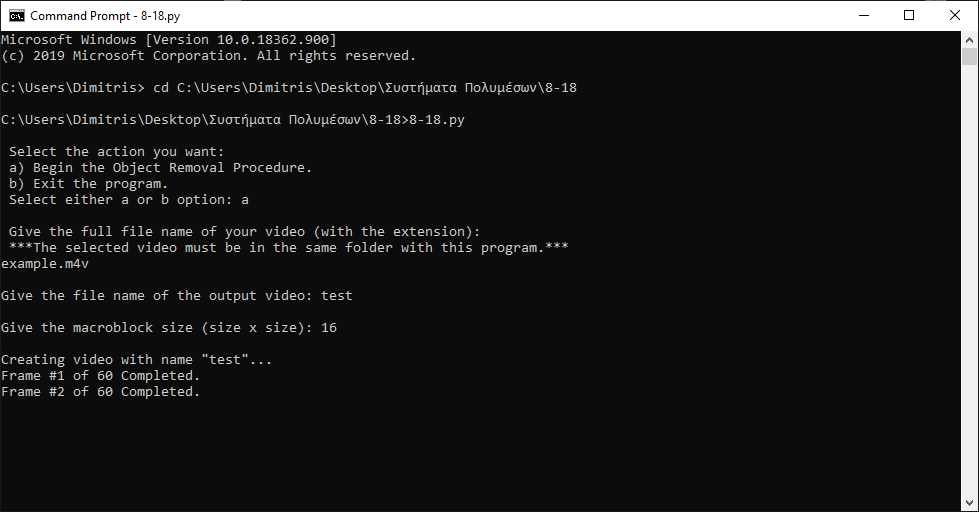 Command Prompt - 8-18.py
Microsoft Windows [Version 10.0.18362.900]
(c) 2019 Microsoft Corporation. All rights reserved.
C:\Users\Dimitris> cd C:\Users\Dimitris\Desktop\Συστήματα Πολυμέσων\8-18
C:\Users\Dimitris\Desktop\Συστήματα Πολυμέσων\8-18>8-18.py
Select the action you want:
a) Begin the Object Removal Procedure.
b) Exit the program.
Select either a or b option: a
Give the full file name of your video (with the extension):
***The selected video must be in the same folder with this program.***
example.m4v
Give the file name of the output video: test
Give the macroblock size (size x size): 16
Creating video with name "test"...
Frame #1 of 60 Completed.
Frame #2 of 60 Completed.